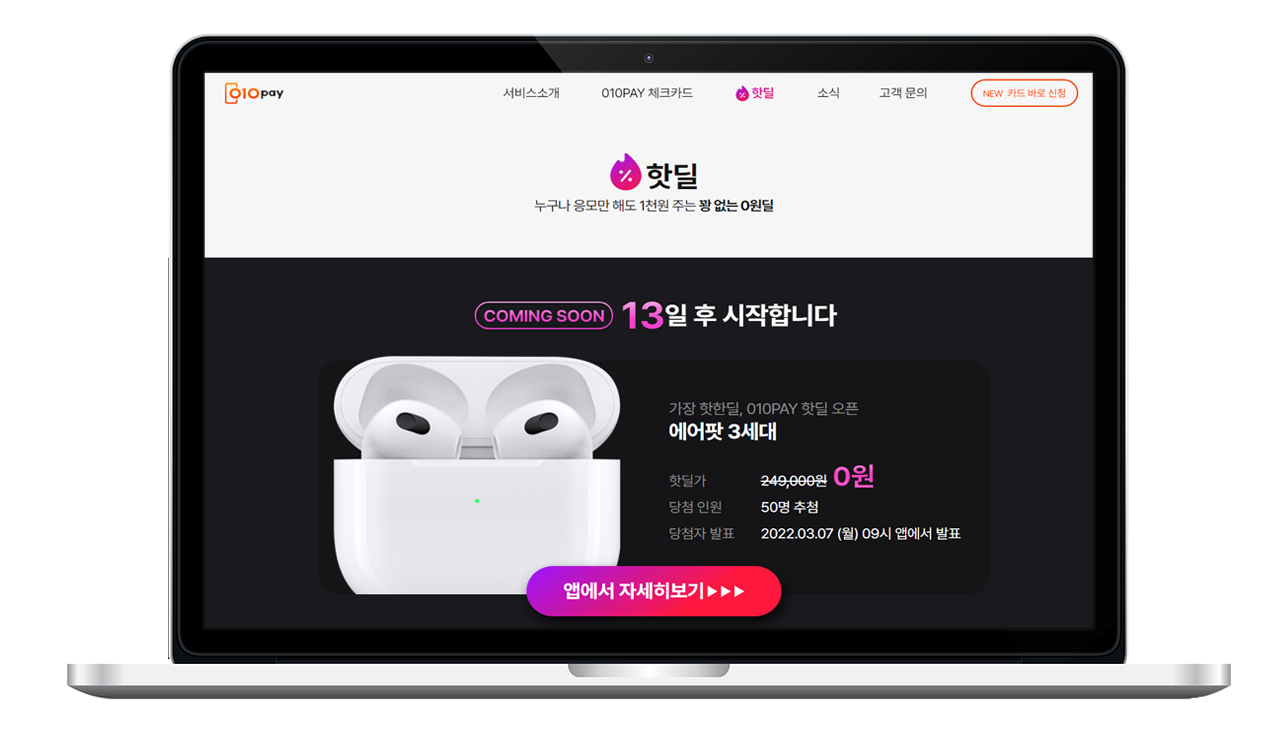 010pay 서비스소개 010PAY 체크카드 핫딜 소식 고객 문의 NEW 카드 바로 신청
핫딜
누구나 응모만 해도 1천원 주는 꽝 없는 0원딜
COMING SOON 13일 후 시작합니다
가장 핫한딜, 010PAY 핫딜 오픈
에어팟 3세대
핫딜가 249,000원 0원
당첨 인원 50명 추첨
당첨자 발표 2022.03.07 (월) 09시 앱에서 발표
앱에서 자세히보기▶▶▶